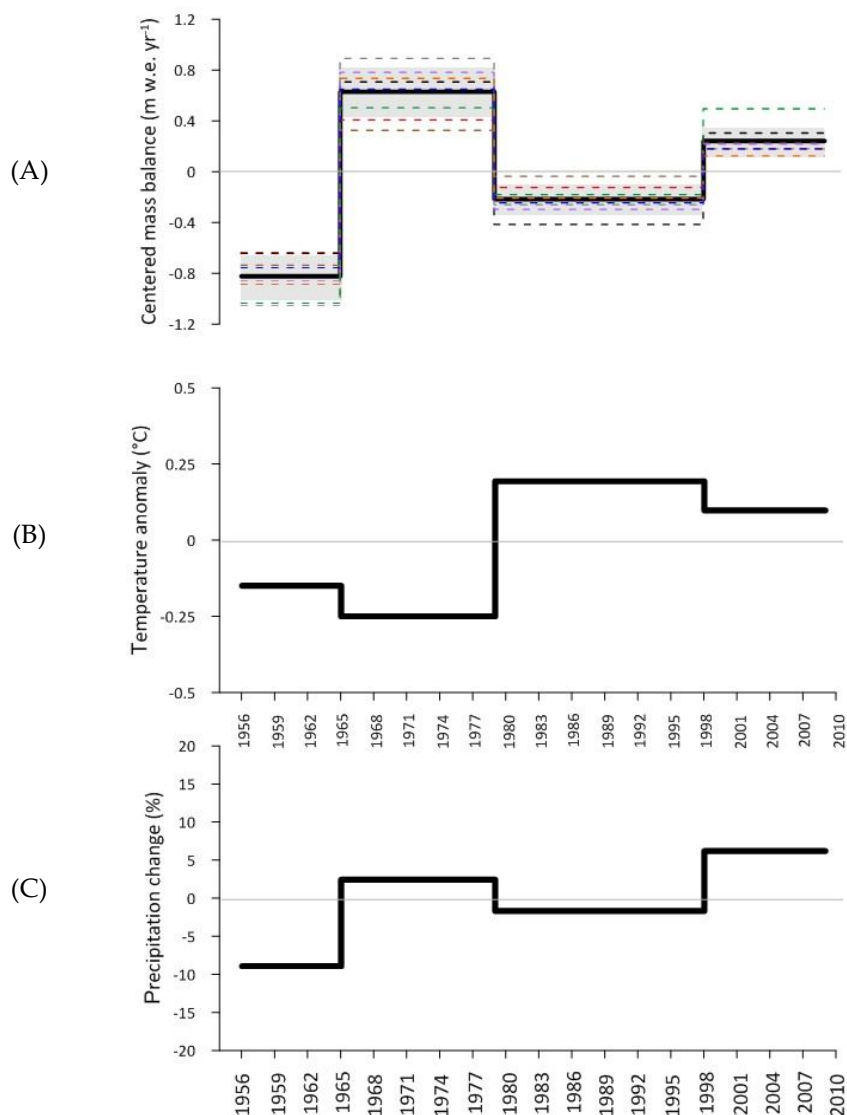 (A)
Centered mass balance (m w.e. yr⁻¹)
1.2
0.8
0.4
0
-0.4
-0.8
-1.2
(B)
Temperature anomaly (°C)
0.5
0.25
0
-0.25
-0.5
1956 1959 1962 1965 1968 1971 1974 1977 1980 1983 1986 1989 1992 1995 1998 2001 2004 2007 2010
(C)
Precipitation change (%)
20
15
10
5
0
-5
-10
-15
-20
1956 1959 1962 1965 1968 1971 1974 1977 1980 1983 1986 1989 1992 1995 1998 2001 2004 2007 2010